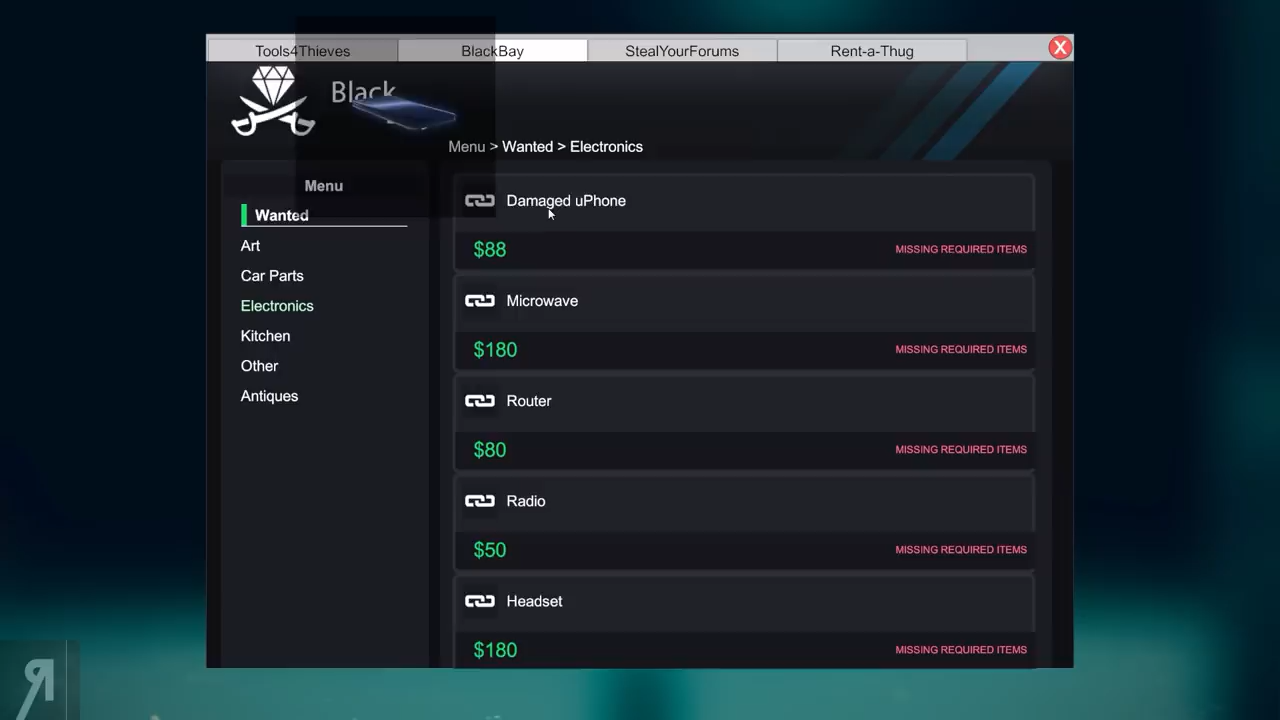 Tools4Thieves
BlackBay
StealYourForums
Rent-a-Thug
X
Black
Menu > Wanted > Electronics
Menu
Wanted
Art
Car Parts
Electronics
Kitchen
Other
Antiques
Damaged uPhone
$88
MISSING REQUIRED ITEMS
Microwave
$180
MISSING REQUIRED ITEMS
Router
$80
MISSING REQUIRED ITEMS
Radio
$50
MISSING REQUIRED ITEMS
Headset
$180
MISSING REQUIRED ITEMS